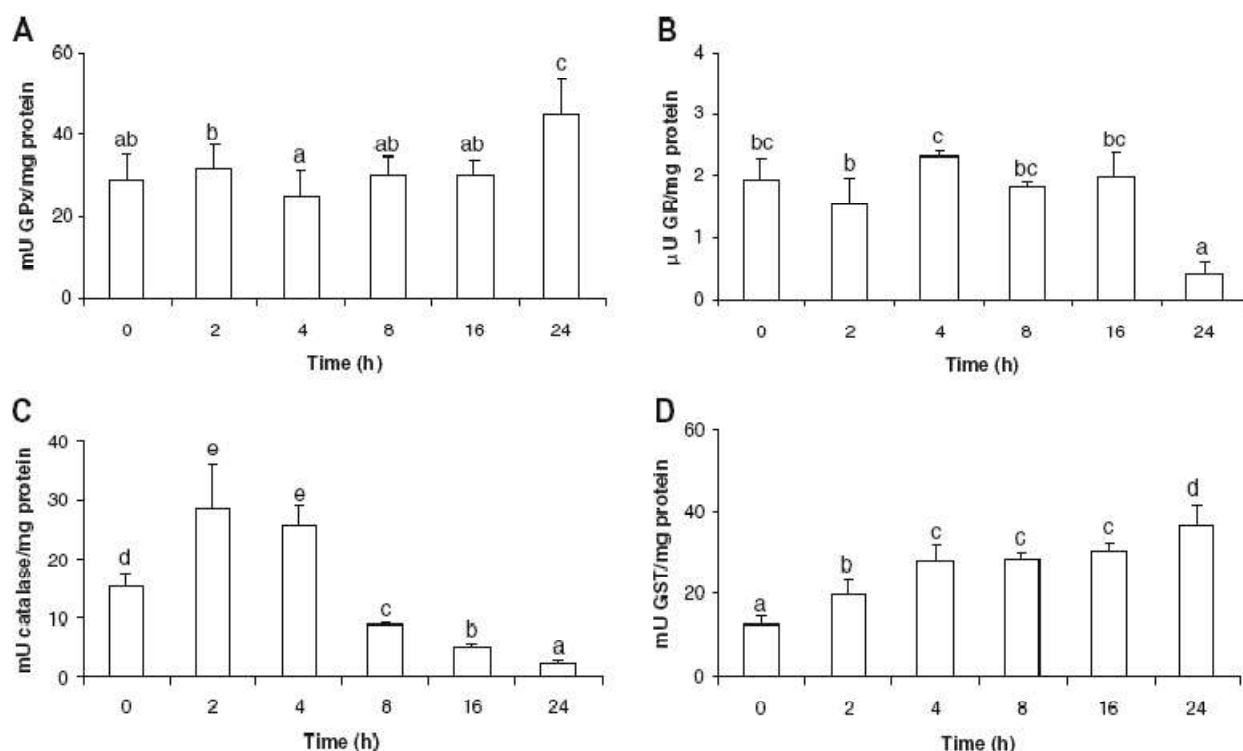 A
mU GPx/mg protein
60
40
20
0
ab
b
a
ab
ab
c
0 2 4 8 16 24
Time (h)
B
µU GR/mg protein
4
3
2
1
0
bc
b
c
bc
bc
a
0 2 4 8 16 24
Time (h)
C
mU catalase/mg protein
40
30
20
10
0
d
e
e
c
b
a
0 2 4 8 16 24
Time (h)
D
mU GST/mg protein
60
40
20
0
a
b
c
c
c
d
0 2 4 8 16 24
Time (h)